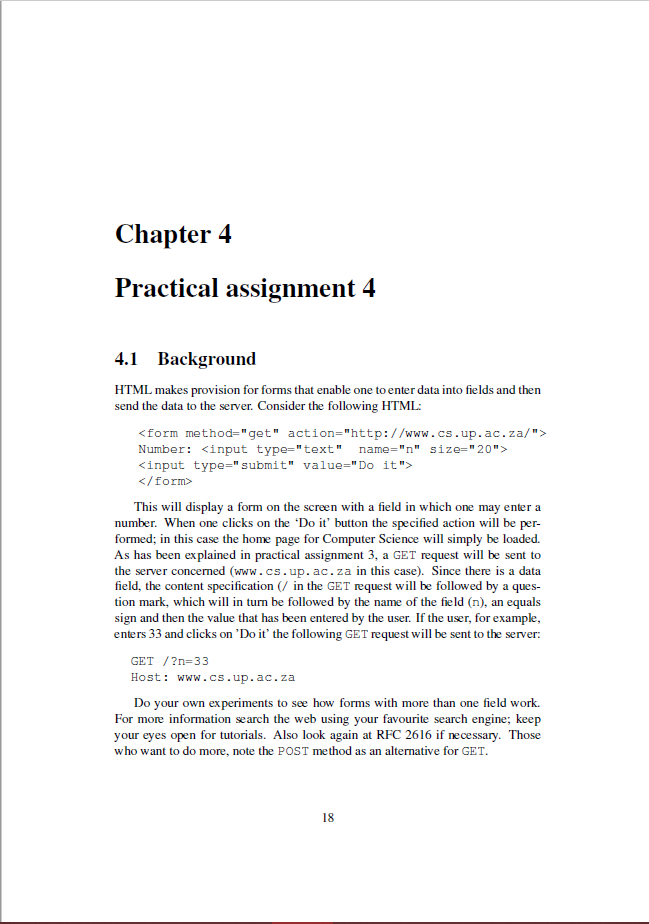 Chapter 4
Practical assignment 4
4.1 Background
HTML makes provision for forms that enable one to enter data into fields and then
send the data to the server. Consider the following HTML:
<form method="get" action="http://www.cs.up.ac.za/">
Number: <input type="text"  name="n" size="20">
<input type="submit" value="Do it">
</form>
This will display a form on the screen with a field in which one may enter a
number. When one clicks on the ‘Do it’ button the specified action will be per-
formed; in this case the home page for Computer Science will simply be loaded.
As has been explained in practical assignment 3, a GET request will be sent to
the server concerned (www.cs.up.ac.za in this case). Since there is a data
field, the content specification (/ in the GET request will be followed by a ques-
tion mark, which will in turn be followed by the name of the field (n), an equals
sign and then the value that has been entered by the user. If the user, for example,
enters 33 and clicks on ’Do it’ the following GET request will be sent to the server:
GET /?n=33
Host: www.cs.up.ac.za
Do your own experiments to see how forms with more than one field work.
For more information search the web using your favourite search engine; keep
your eyes open for tutorials. Also look again at RFC 2616 if necessary. Those
who want to do more, note the POST method as an alternative for GET.
18